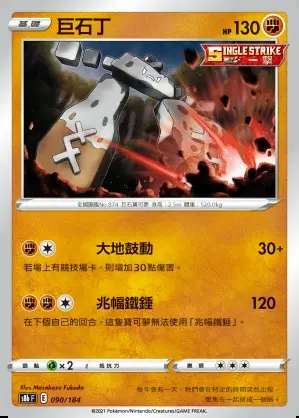 基礎 巨石丁 HP 130
SINGLE STRIKE
一擊
全國圖鑑No.874 巨石寶可夢 身高：2.5m 體重：520.0kg
大地鼓動 30+
若場上有競技場卡，則增加30點傷害。
兆幅鐵錘 120
在下個自己的回合，這隻寶可夢無法使用「兆幅鐵錘」。
弱點 ×2 抵抗力 撤退
Illus. Masakazu Fukuda
s8b F E 090/184
©2021 Pokémon/Nintendo/Creatures/GAME FREAK.